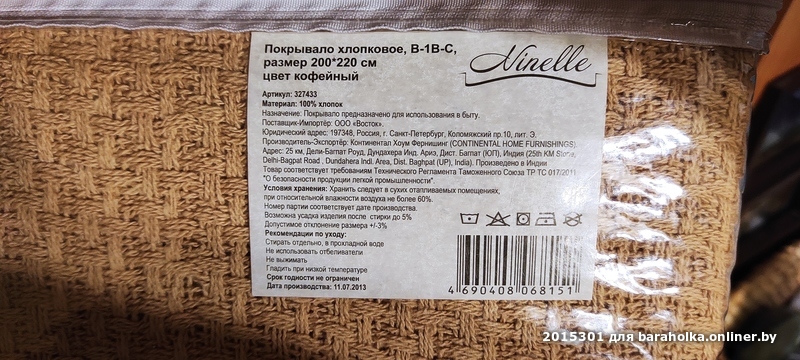 Покрывало хлопковое, В-1В-С,
размер 200*220 см
цвет кофейный
Ninelle
Артикул: 327433
Материал: 100% хлопок
Назначение: Покрывало предназначено для использования в быту.
Поставщик-Импортёр: ООО «Восток».
Юридический адрес: 197348, Россия, г. Санкт-Петербург, Коломяжский пр.10, лит. Э.
Производитель-Экспортёр: Континентал Хоум Фернишинг (CONTINENTAL HOME FURNISHINGS).
Адрес: 25 км, Дели-Багпат Роуд, Дундахера Инд. Ариэ, Дист. Багпат (ЮП), Индия (25th KM Stone,
Delhi-Bagpat Road, Dundahera Indl. Area, Dist. Baghpat (UP), India). Произведено в Индии
Товар соответствует требованиям Технического Регламента Таможенного Союза ТР ТС 017/2011
"О безопасности продукции легкой промышленности".
Условия хранения: Хранить следует в сухих отапливаемых помещениях,
при относительной влажности воздуха не более 60%.
Номер партии соответствует дате производства.
Возможна усадка изделия после стирки до 5%
Допустимое отклонение размера +/-3%
Рекомендации по уходу:
Стирать отдельно, в прохладной воде
Не использовать отбеливатели
Не выжимать
Гладить при низкой температуре
Срок годности не ограничен
Дата производства: 11.07.2013
4 690408 068151
2015301 для baraholka.onliner.by